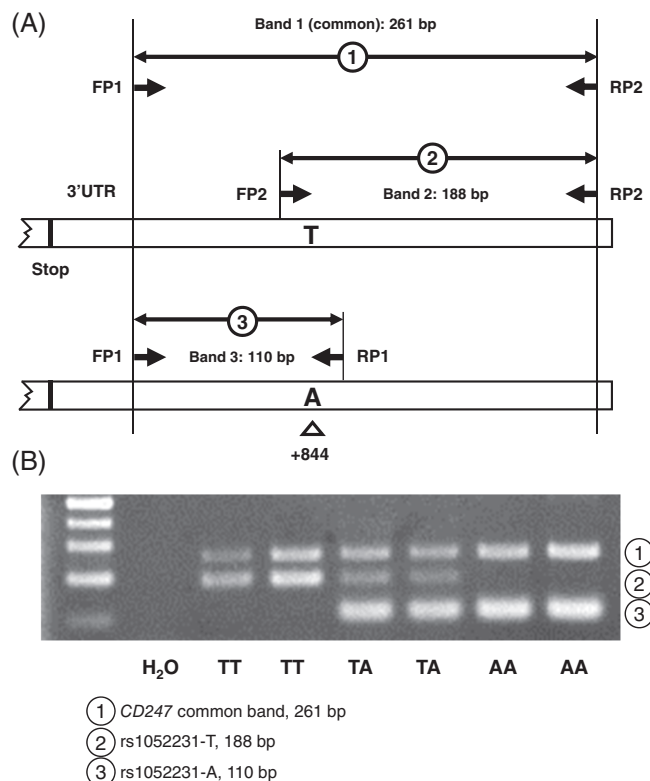 (A)
Band 1 (common): 261 bp
1
FP1 RP2
2
3'UTR FP2 Band 2: 188 bp RP2
T
Stop
3
FP1 Band 3: 110 bp RP1
A
+844
(B)
1
2
3
H₂O TT TT TA TA AA AA
1 CD247 common band, 261 bp
2 rs1052231-T, 188 bp
3 rs1052231-A, 110 bp